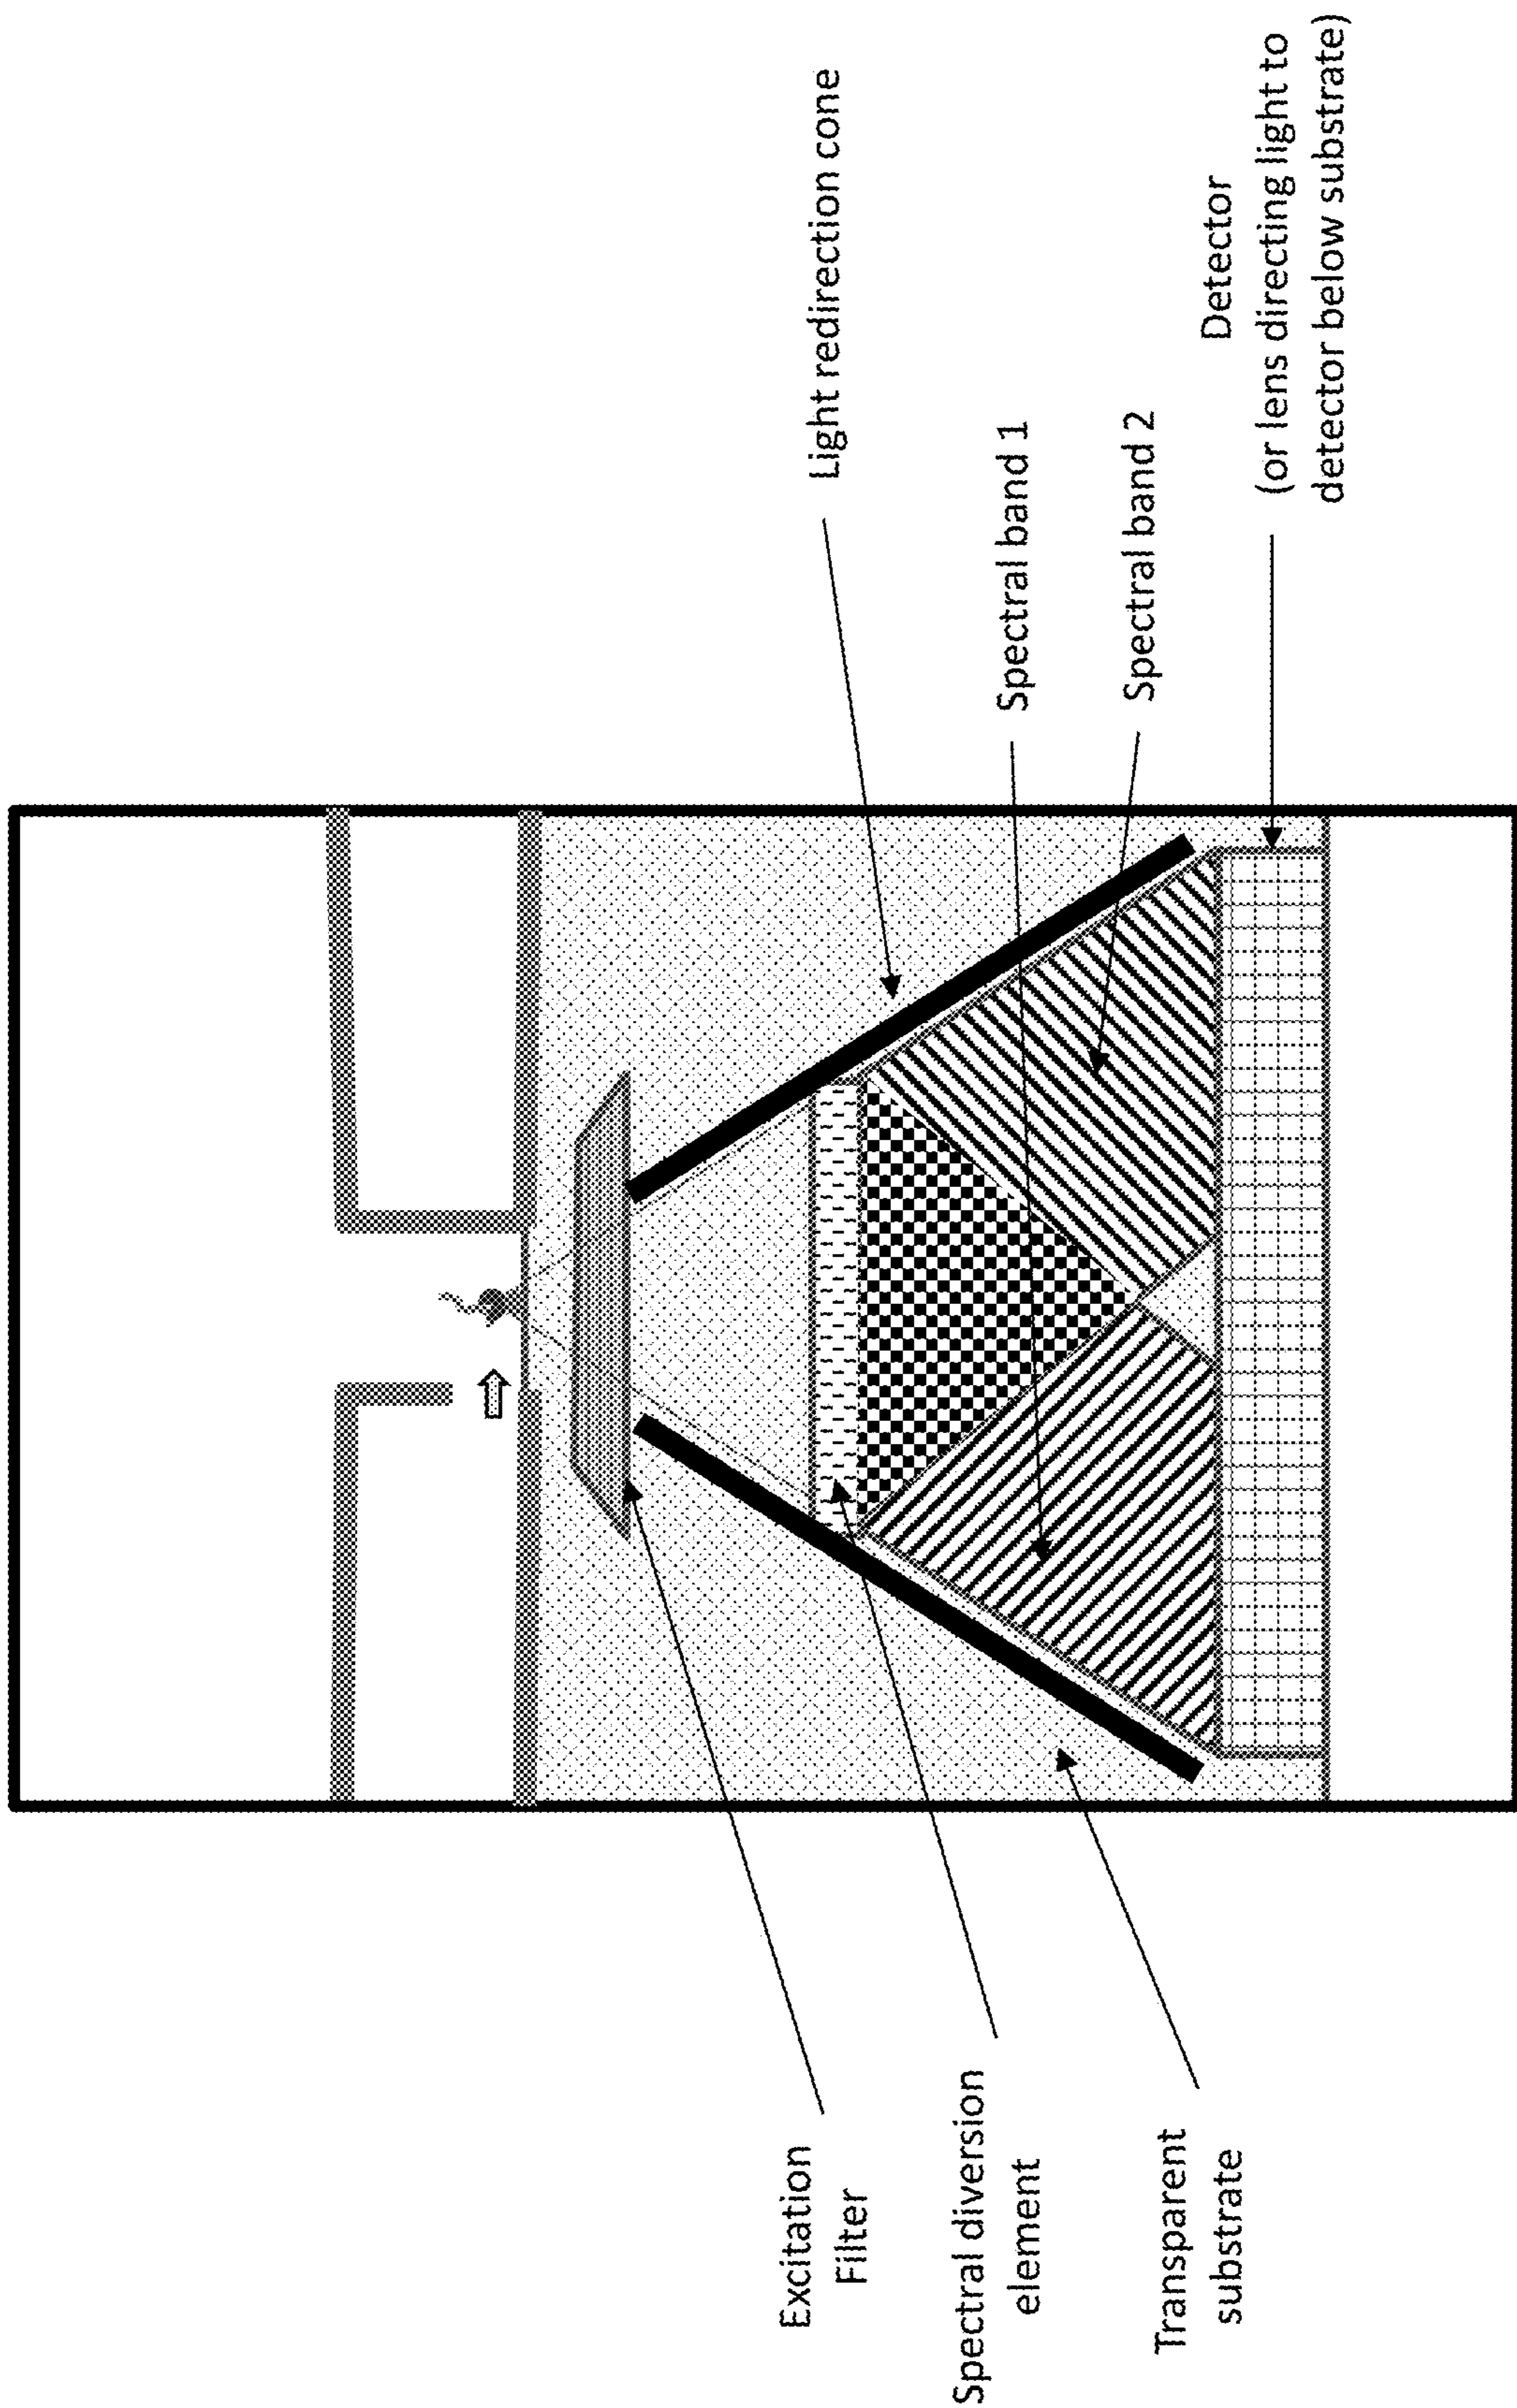 Excitation
Filter
Spectral diversion
element
Transparent
substrate
Light redirection cone
Spectral band 1
Spectral band 2
Detector
(or lens directing light to
detector below substrate)